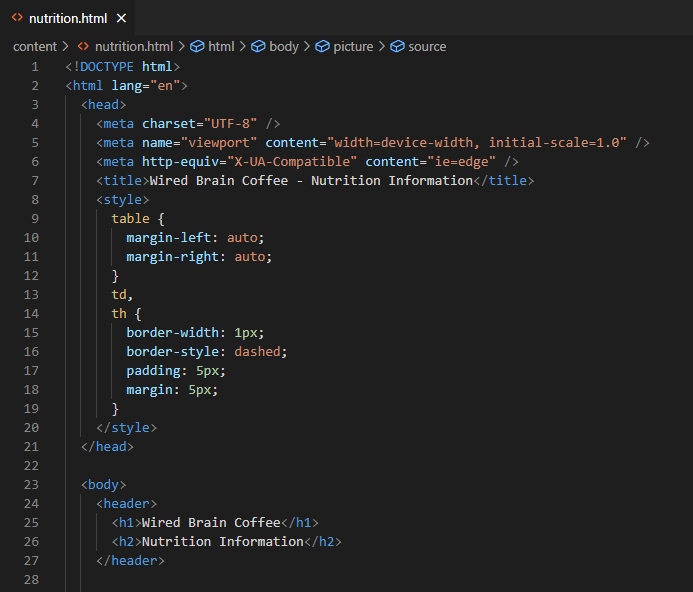 nutrition.html ×
content > nutrition.html > html > body > picture > source
1 <!DOCTYPE html>
2 <html lang="en">
3 <head>
4 <meta charset="UTF-8" />
5 <meta name="viewport" content="width=device-width, initial-scale=1.0" />
6 <meta http-equiv="X-UA-Compatible" content="ie=edge" />
7 <title>Wired Brain Coffee - Nutrition Information</title>
8 <style>
9 table {
10 margin-left: auto;
11 margin-right: auto;
12 }
13 td,
14 th {
15 border-width: 1px;
16 border-style: dashed;
17 padding: 5px;
18 margin: 5px;
19 }
20 </style>
21 </head>
22
23 <body>
24 <header>
25 <h1>Wired Brain Coffee</h1>
26 <h2>Nutrition Information</h2>
27 </header>
28